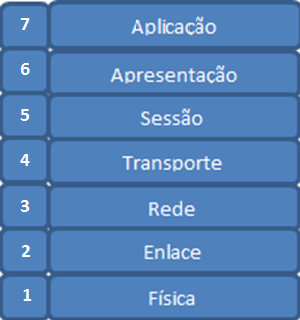 7 Aplicação
6 Apresentação
5 Sessão
4 Transporte
3 Rede
2 Enlace
1 Física